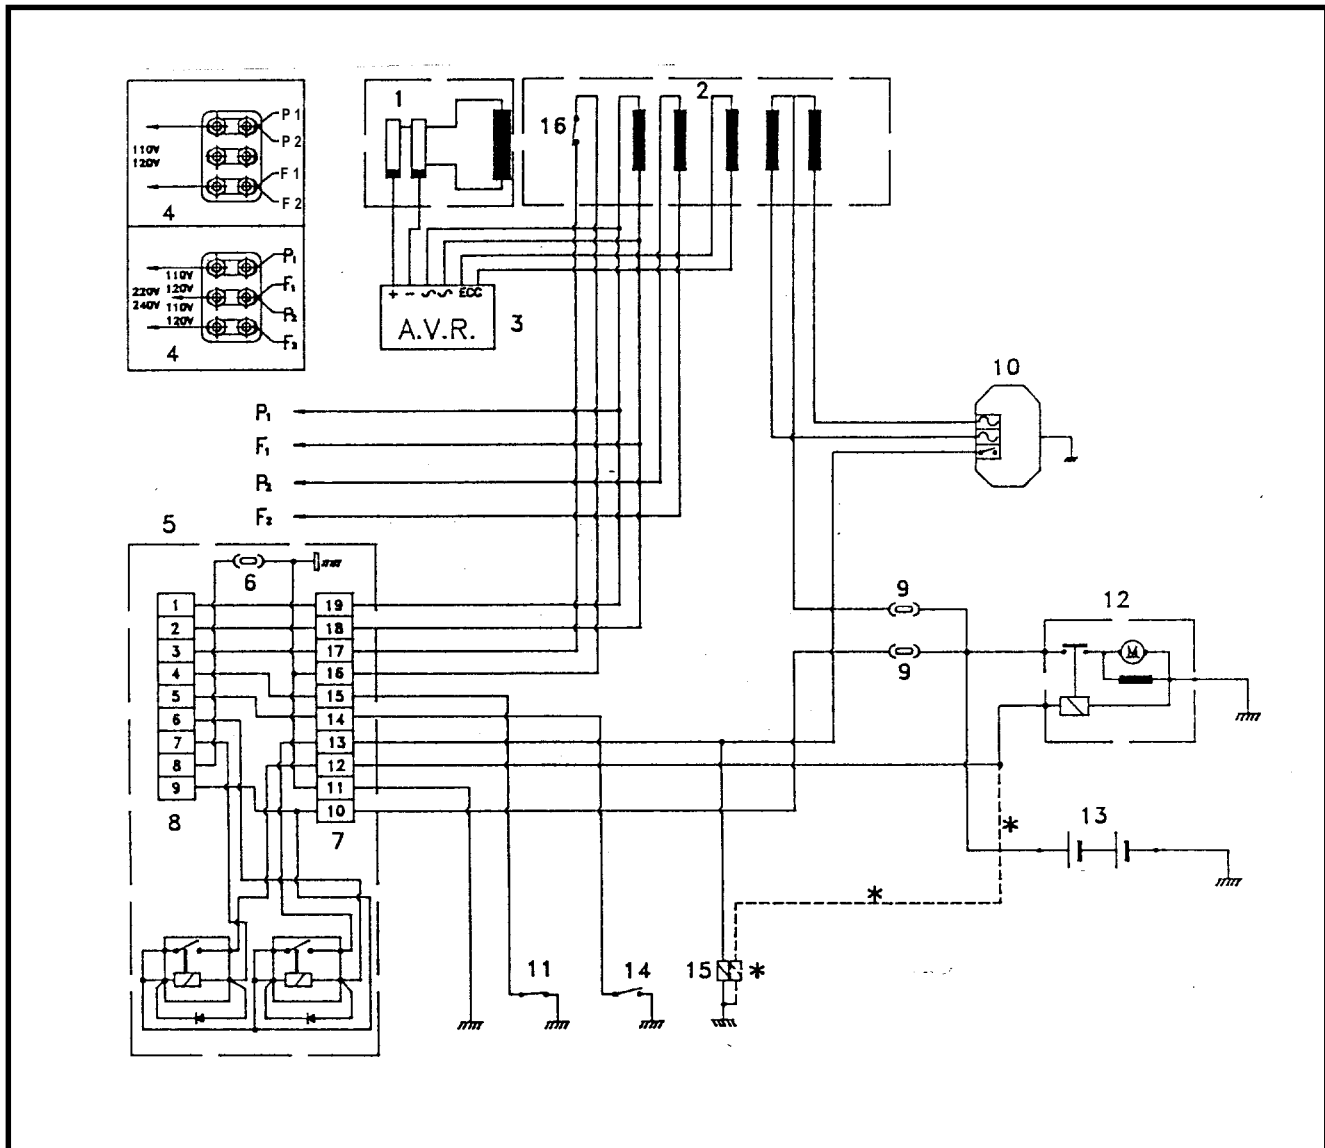 1
2
16
P 1
P 2
110V
120V
F 1
F 2
4
P₁
110V
F₁
220V 120V
240V 110V
P₂
120V
F₂
4
+ - ECC
A.V.R.
3
10
P₁
F₁
P₂
F₂
5
6
9
12
1 19
2 18
3 17
4 16
5 15
6 14
7 13
8 12
9 11
10
M
9
8
7
*
13
*
11
14
15 *